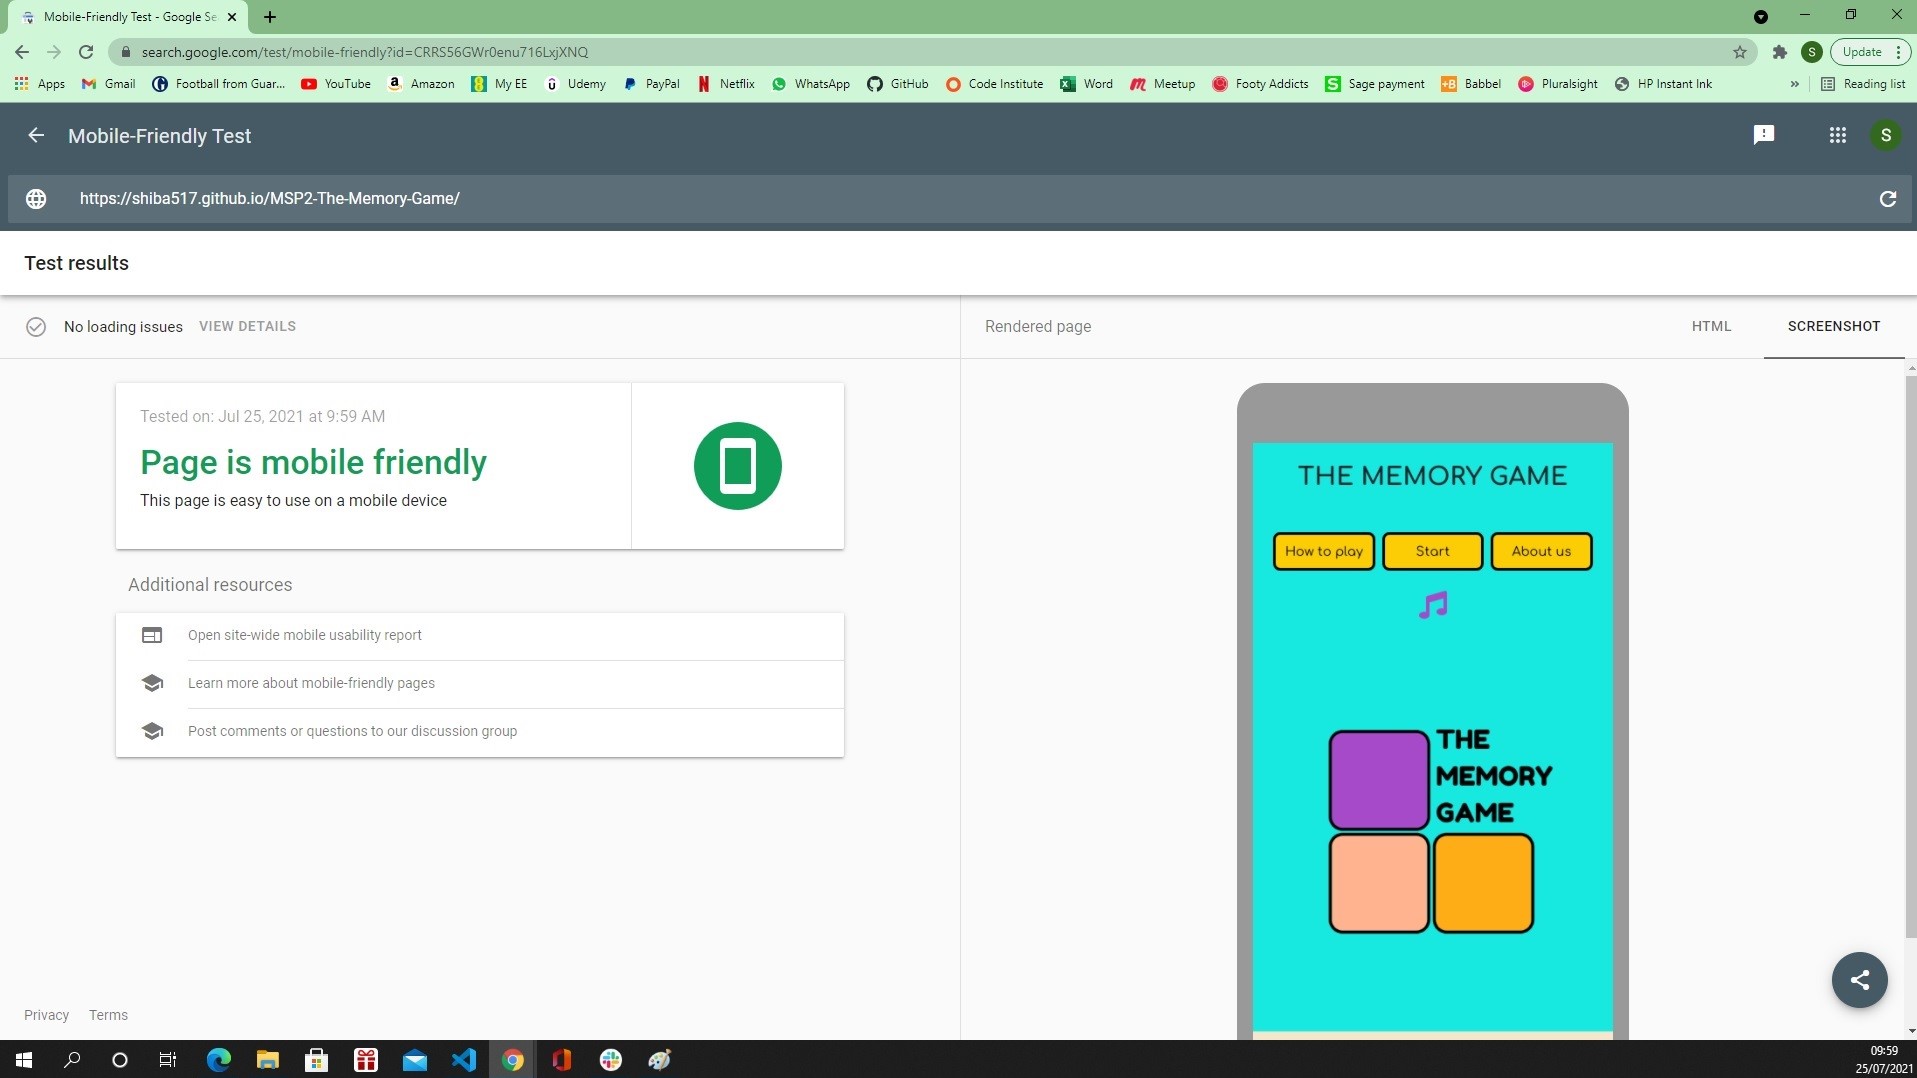 Mobile-Friendly Test - Google Se
search.google.com/test/mobile-friendly?id=CRRS56GWr0enu716LxjXNQ
S
Update
Apps
Gmail
Football from Guar...
YouTube
Amazon
My EE
Udemy
PayPal
Netflix
WhatsApp
GitHub
Code Institute
Word
Meetup
Footy Addicts
Sage payment
Babbel
Pluralsight
HP Instant Ink
»
Reading list
Mobile-Friendly Test
S
https://shiba517.github.io/MSP2-The-Memory-Game/
Test results
No loading issues VIEW DETAILS
Rendered page
HTML
SCREENSHOT
Tested on: Jul 25, 2021 at 9:59 AM
Page is mobile friendly
This page is easy to use on a mobile device
Additional resources
Open site-wide mobile usability report
Learn more about mobile-friendly pages
Post comments or questions to our discussion group
THE MEMORY GAME
How to play
Start
About us
THE
MEMORY
GAME
Privacy Terms
09:59
25/07/2021